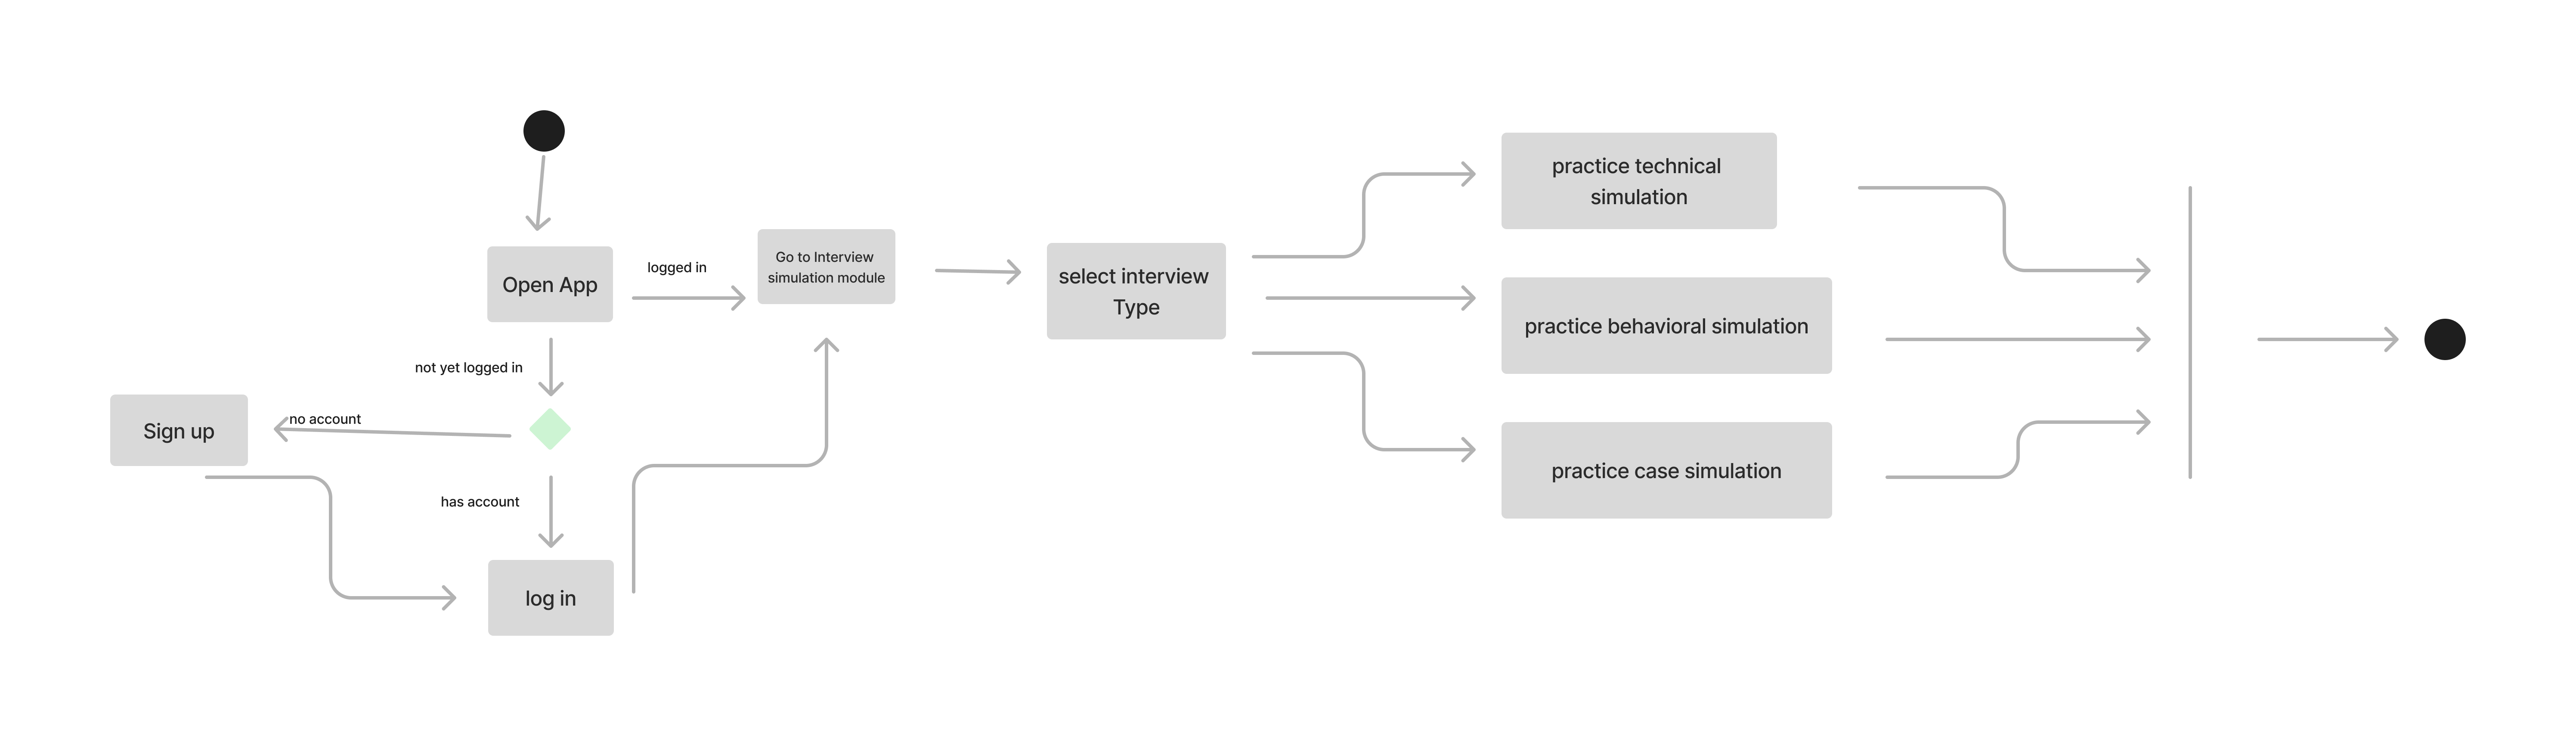 Open App
logged in
Go to Interview
simulation module
not yet logged in
no account
Sign up
has account
log in
select interview
Type
practice technical
simulation
practice behavioral simulation
practice case simulation